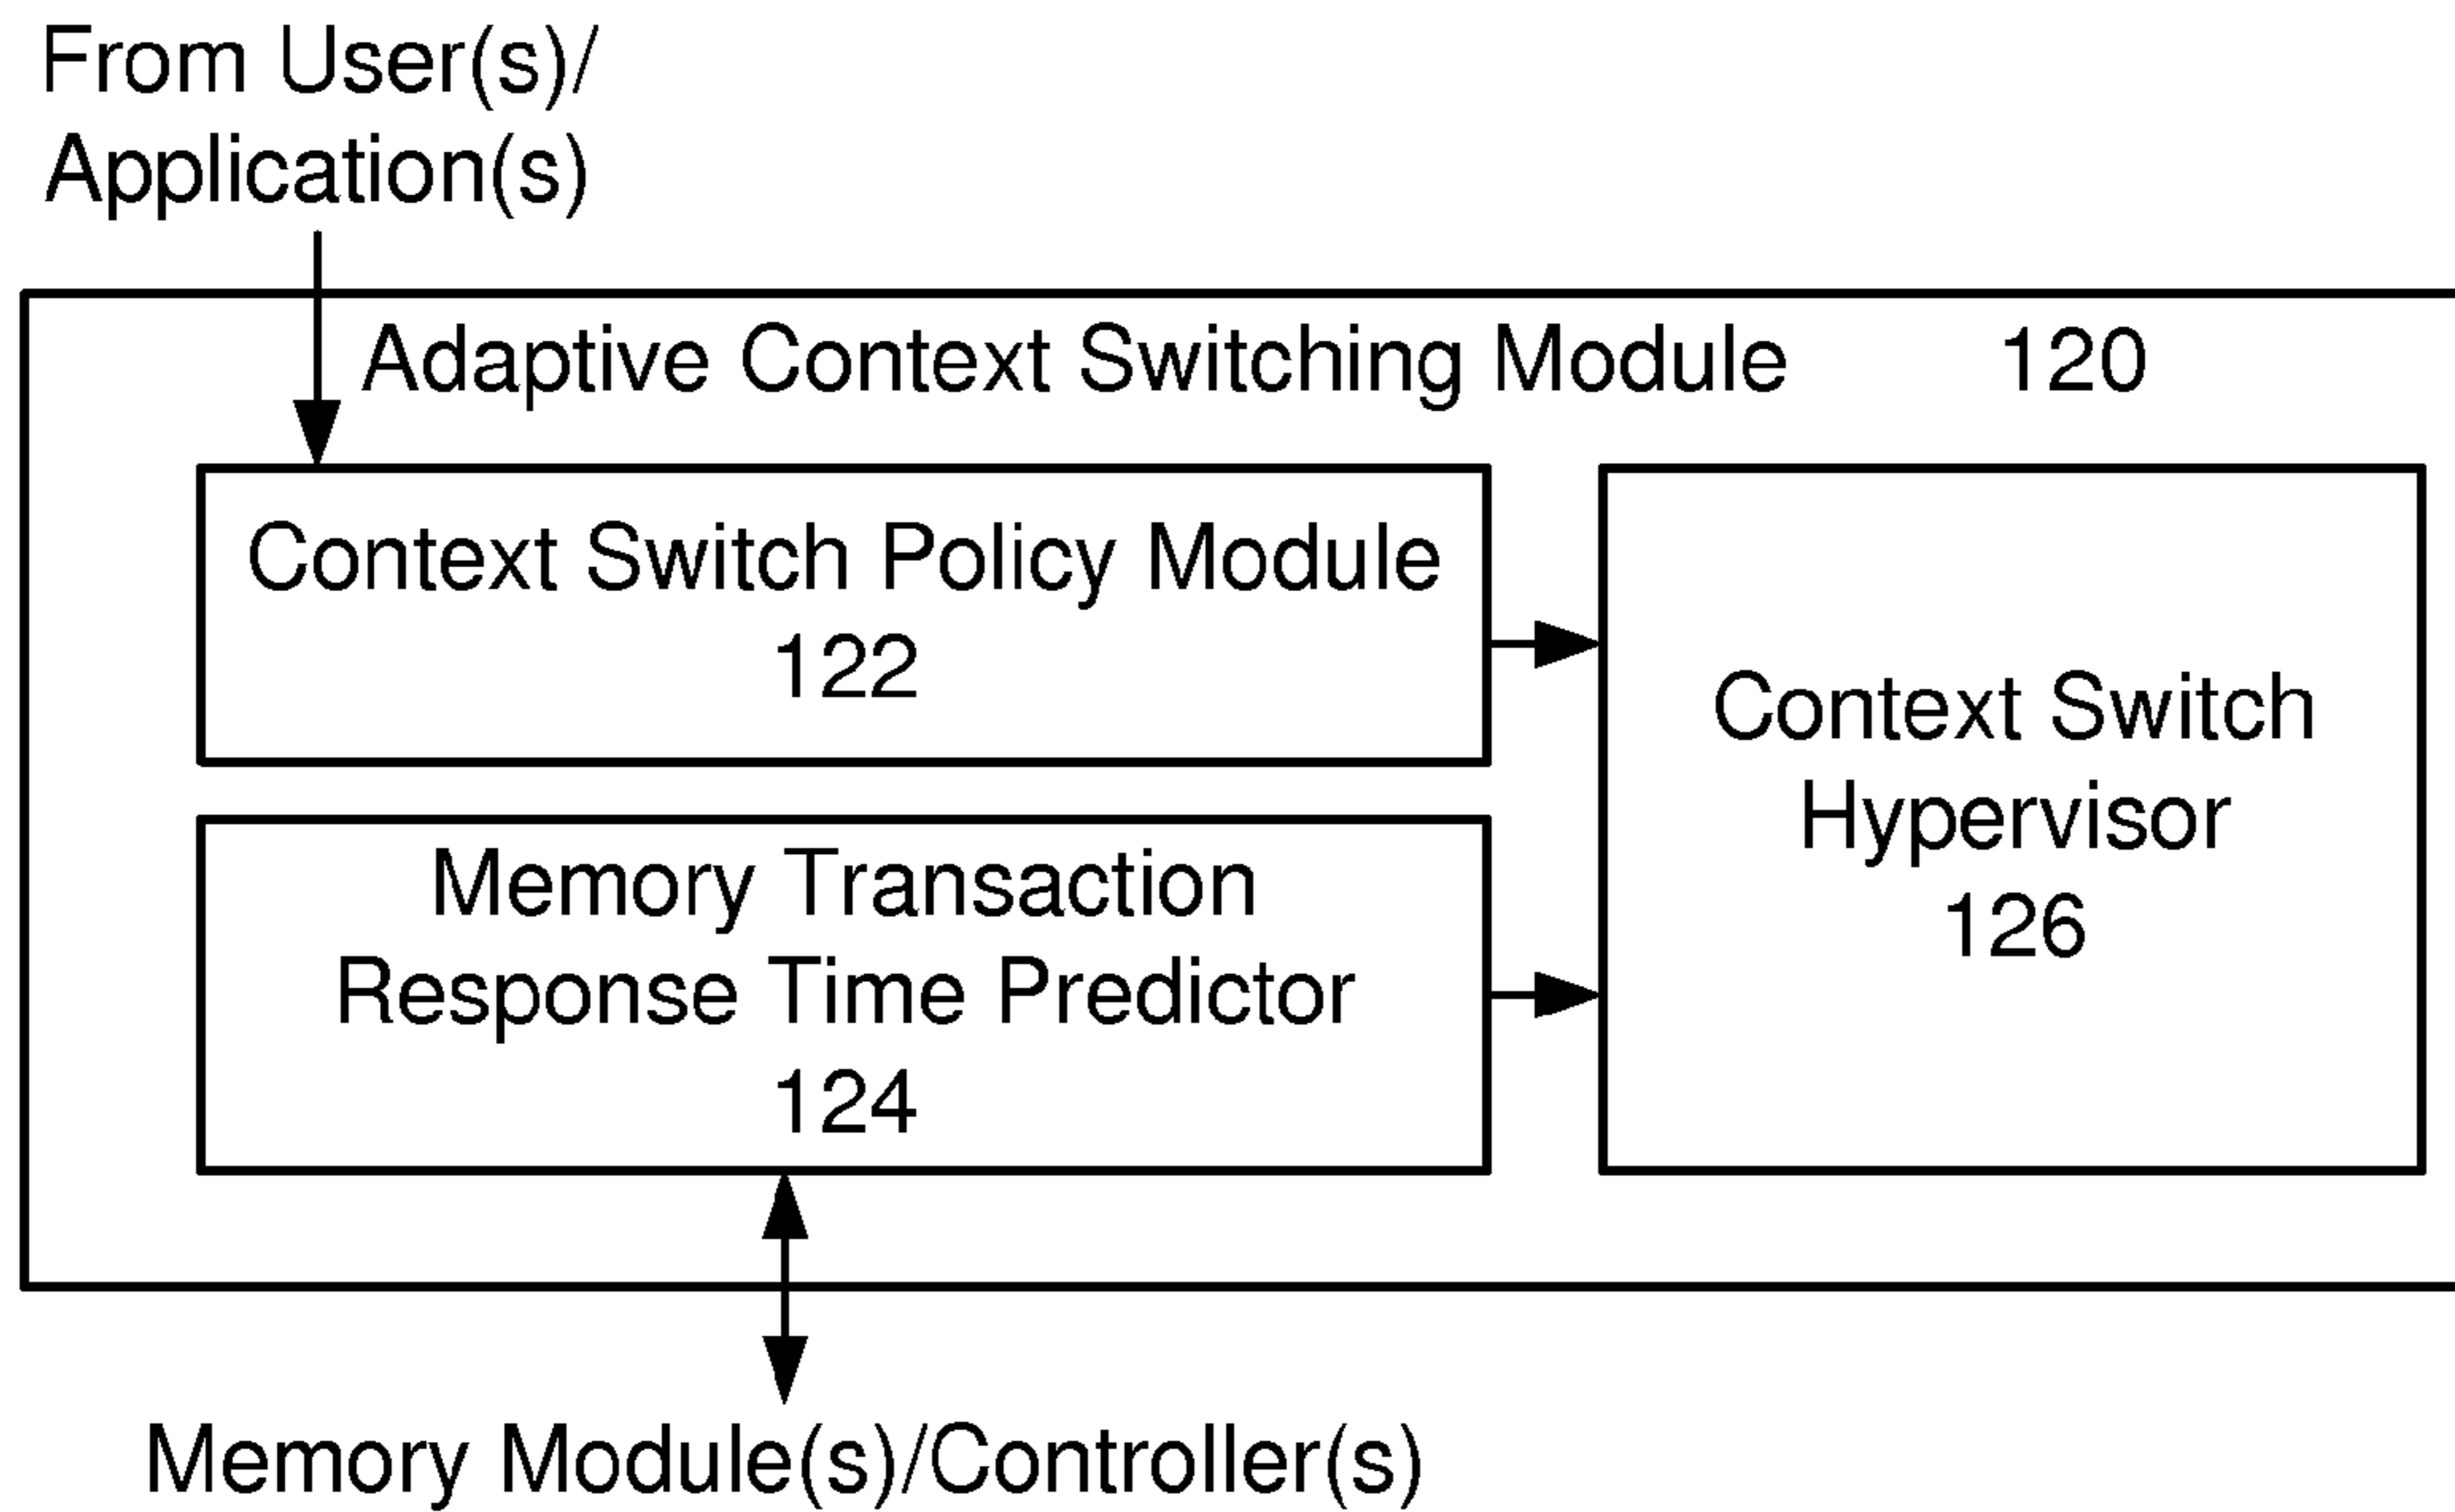 From User(s)/
Application(s)
Adaptive Context Switching Module 120
Context Switch Policy Module
122
Memory Transaction
Response Time Predictor
124
Context Switch
Hypervisor
126
Memory Module(s)/Controller(s)